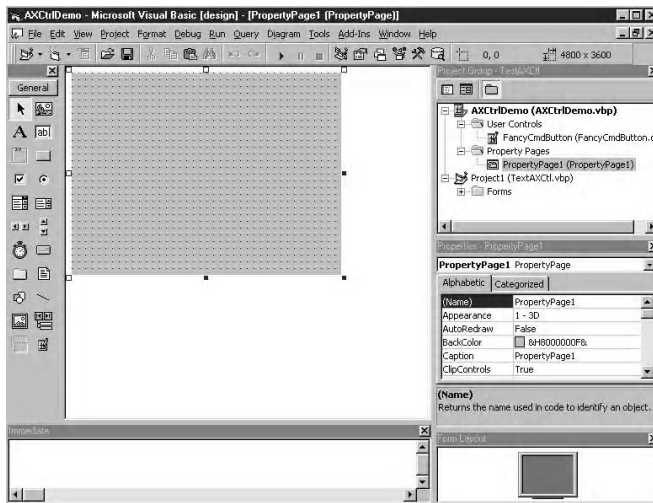 AXCtrlDemo - Microsoft Visual Basic [design] - [PropertyPage1 (PropertyPage)]
File Edit View Project Format Debug Run Query Diagram Tools Add-Ins Window Help
0, 0
4800 x 3600
General
A
ab|
Project Group - TestAXCtl
AXCtrlDemo (AXCtrlDemo.vbp)
User Controls
FancyCmdButton (FancyCmdButton.c
Property Pages
PropertyPage1 (PropertyPage1)
Project1 (TextAXCtl.vbp)
Forms
Properties - PropertyPage1
PropertyPage1 PropertyPage
Alphabetic Categorized
(Name) PropertyPage1
Appearance 1 - 3D
AutoRedraw False
BackColor &H8000000F&
Caption PropertyPage1
ClipControls True
(Name)
Returns the name used in code to identify an object.
Immediate
Form Layout